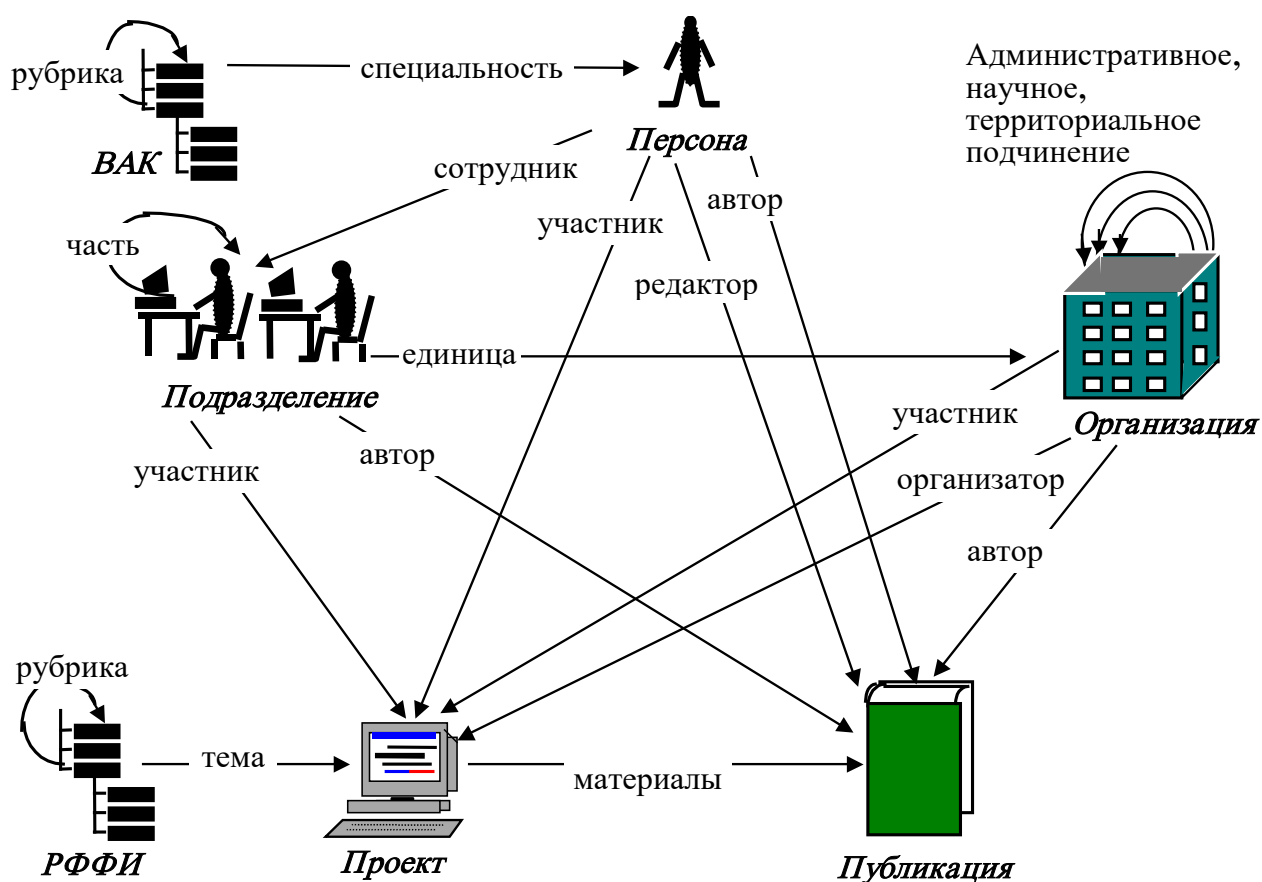 Административное,
научное,
территориальное
подчинение
рубрика
специальность
Персона
ВАК
сотрудник
автор
участник
часть
редактор
единица
Подразделение
участник
Организация
автор
участник
организатор
автор
рубрика
тема
материалы
РФФИ
Проект
Публикация